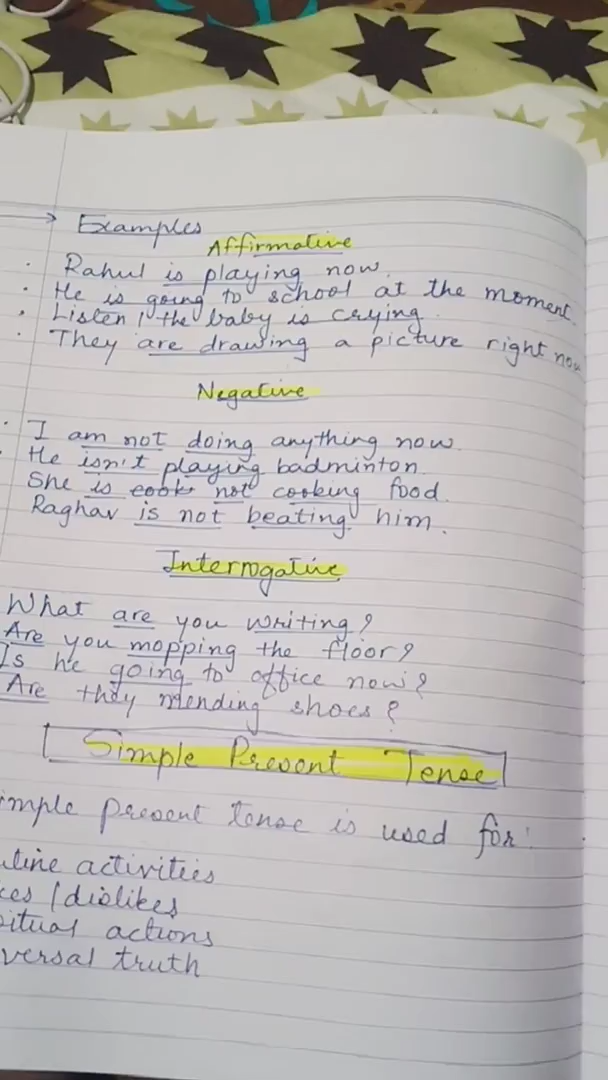 → Examples
Affirmative
. Rahul is playing now.
. He is going to school at the moment.
. Listen ! the baby is crying.
. They are drawing a picture right now
Negative
. I am not doing anything now.
. He isn't playing badminton.
She is cook not cooking food.
Raghav is not beating him.
Interrogative
What are you writing?
Are you mopping the floor?
Is he going to office now?
Are they mending shoes?
Simple Present Tense
imple present tense is used for:
utine activities
kes / dislikes
bitual actions
versal truth